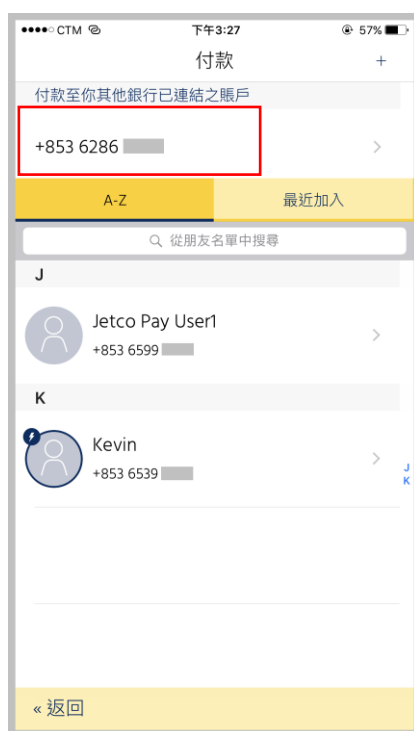 CTM 下午3:27 57%
付款 +
付款至你其他銀行已連結之賬戶
+853 6286
A-Z 最近加入
從朋友名單中搜尋
J
Jetco Pay User1
+853 6599
K
Kevin
+853 6539
J
K
« 返回